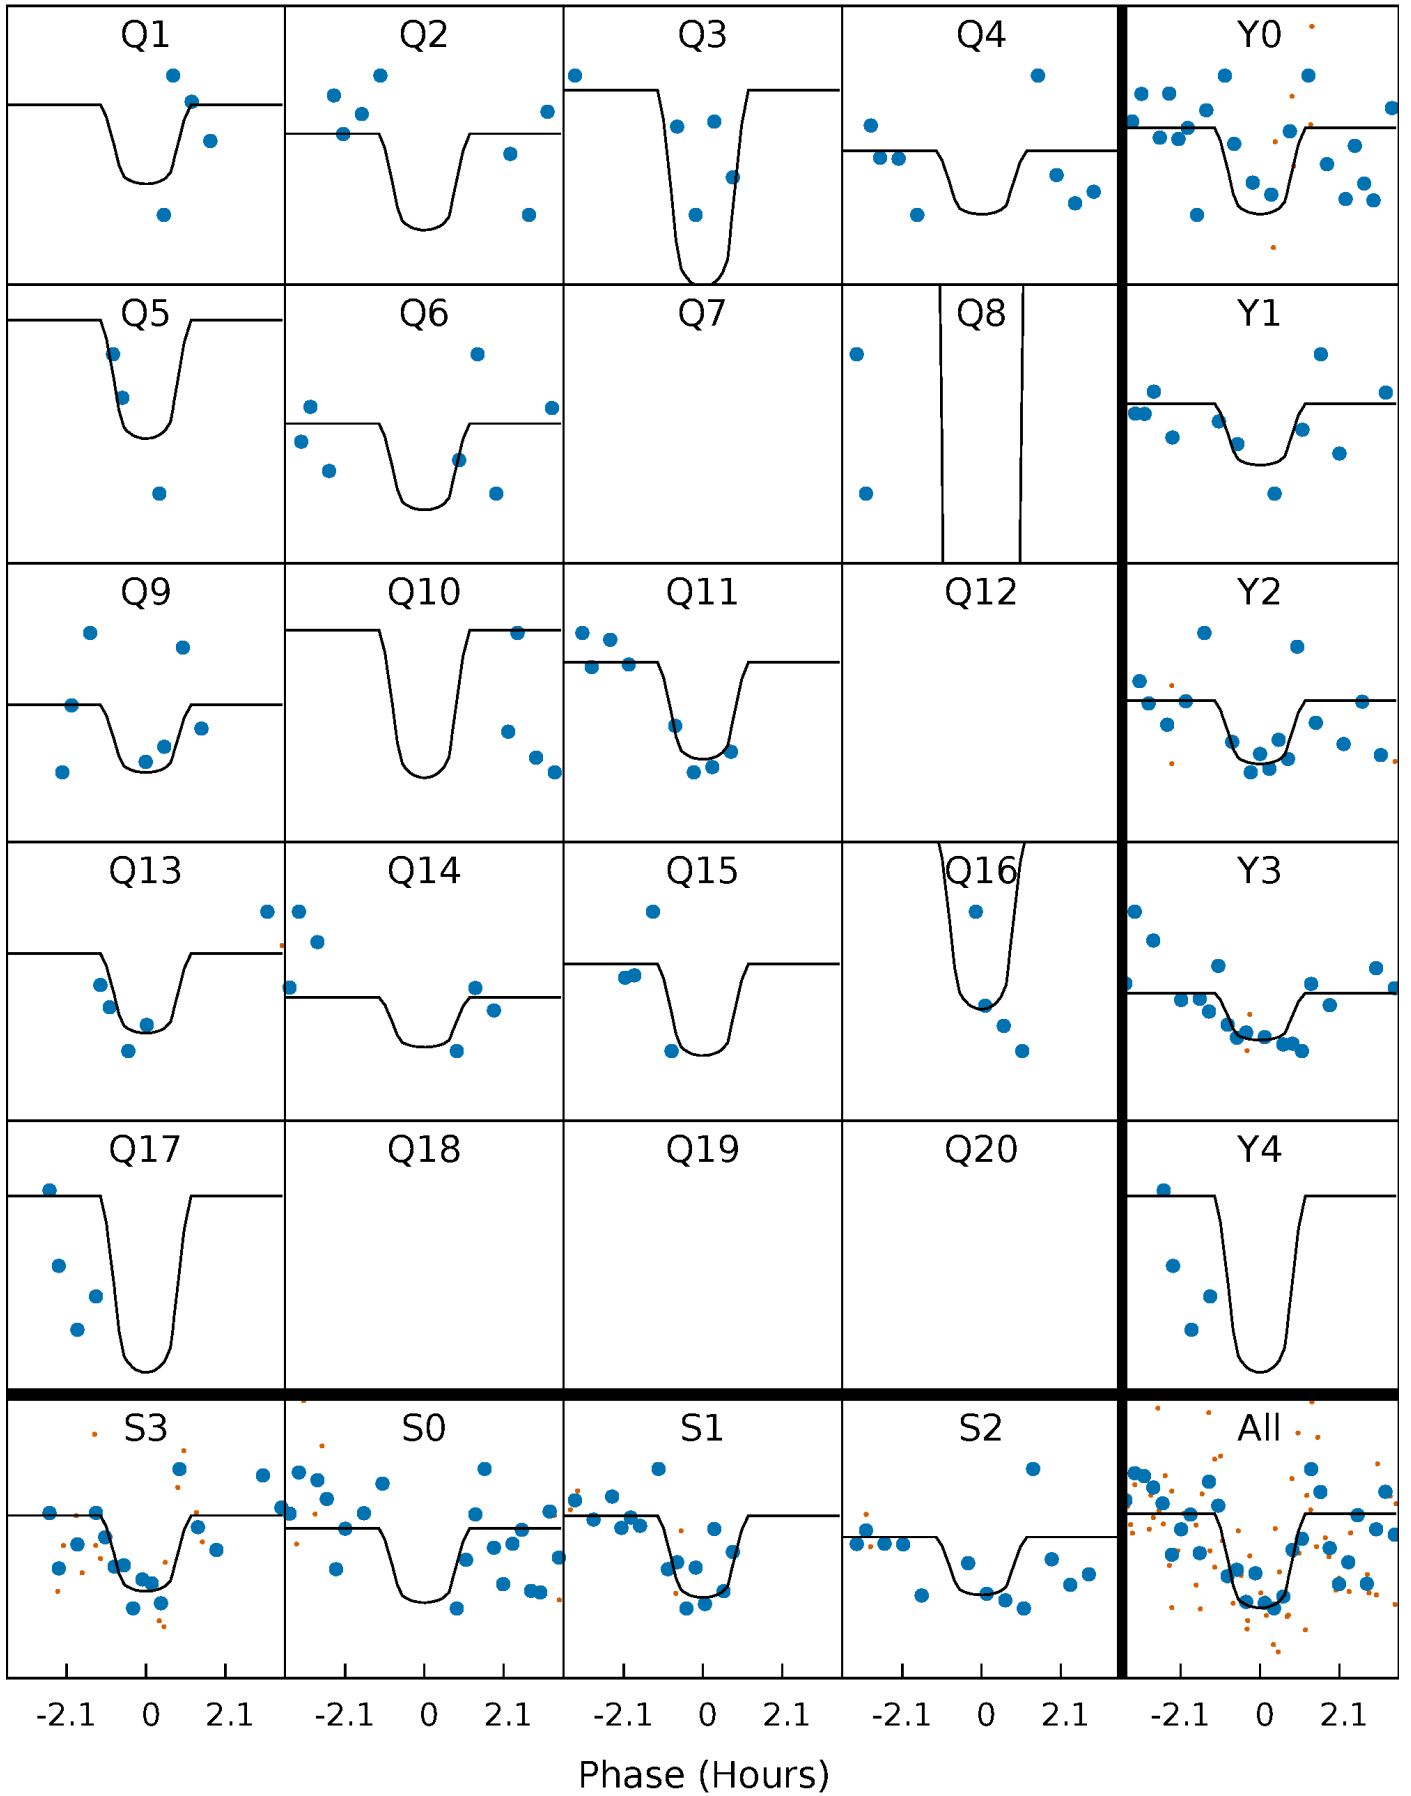 Q1 Q2 Q3 Q4 Y0
Q5 Q6 Q7 Q8 Y1
Q9 Q10 Q11 Q12 Y2
Q13 Q14 Q15 Q16 Y3
Q17 Q18 Q19 Q20 Y4
S3 S0 S1 S2 All
-2.1 0 2.1 -2.1 0 2.1 -2.1 0 2.1 -2.1 0 2.1 -2.1 0 2.1
Phase (Hours)